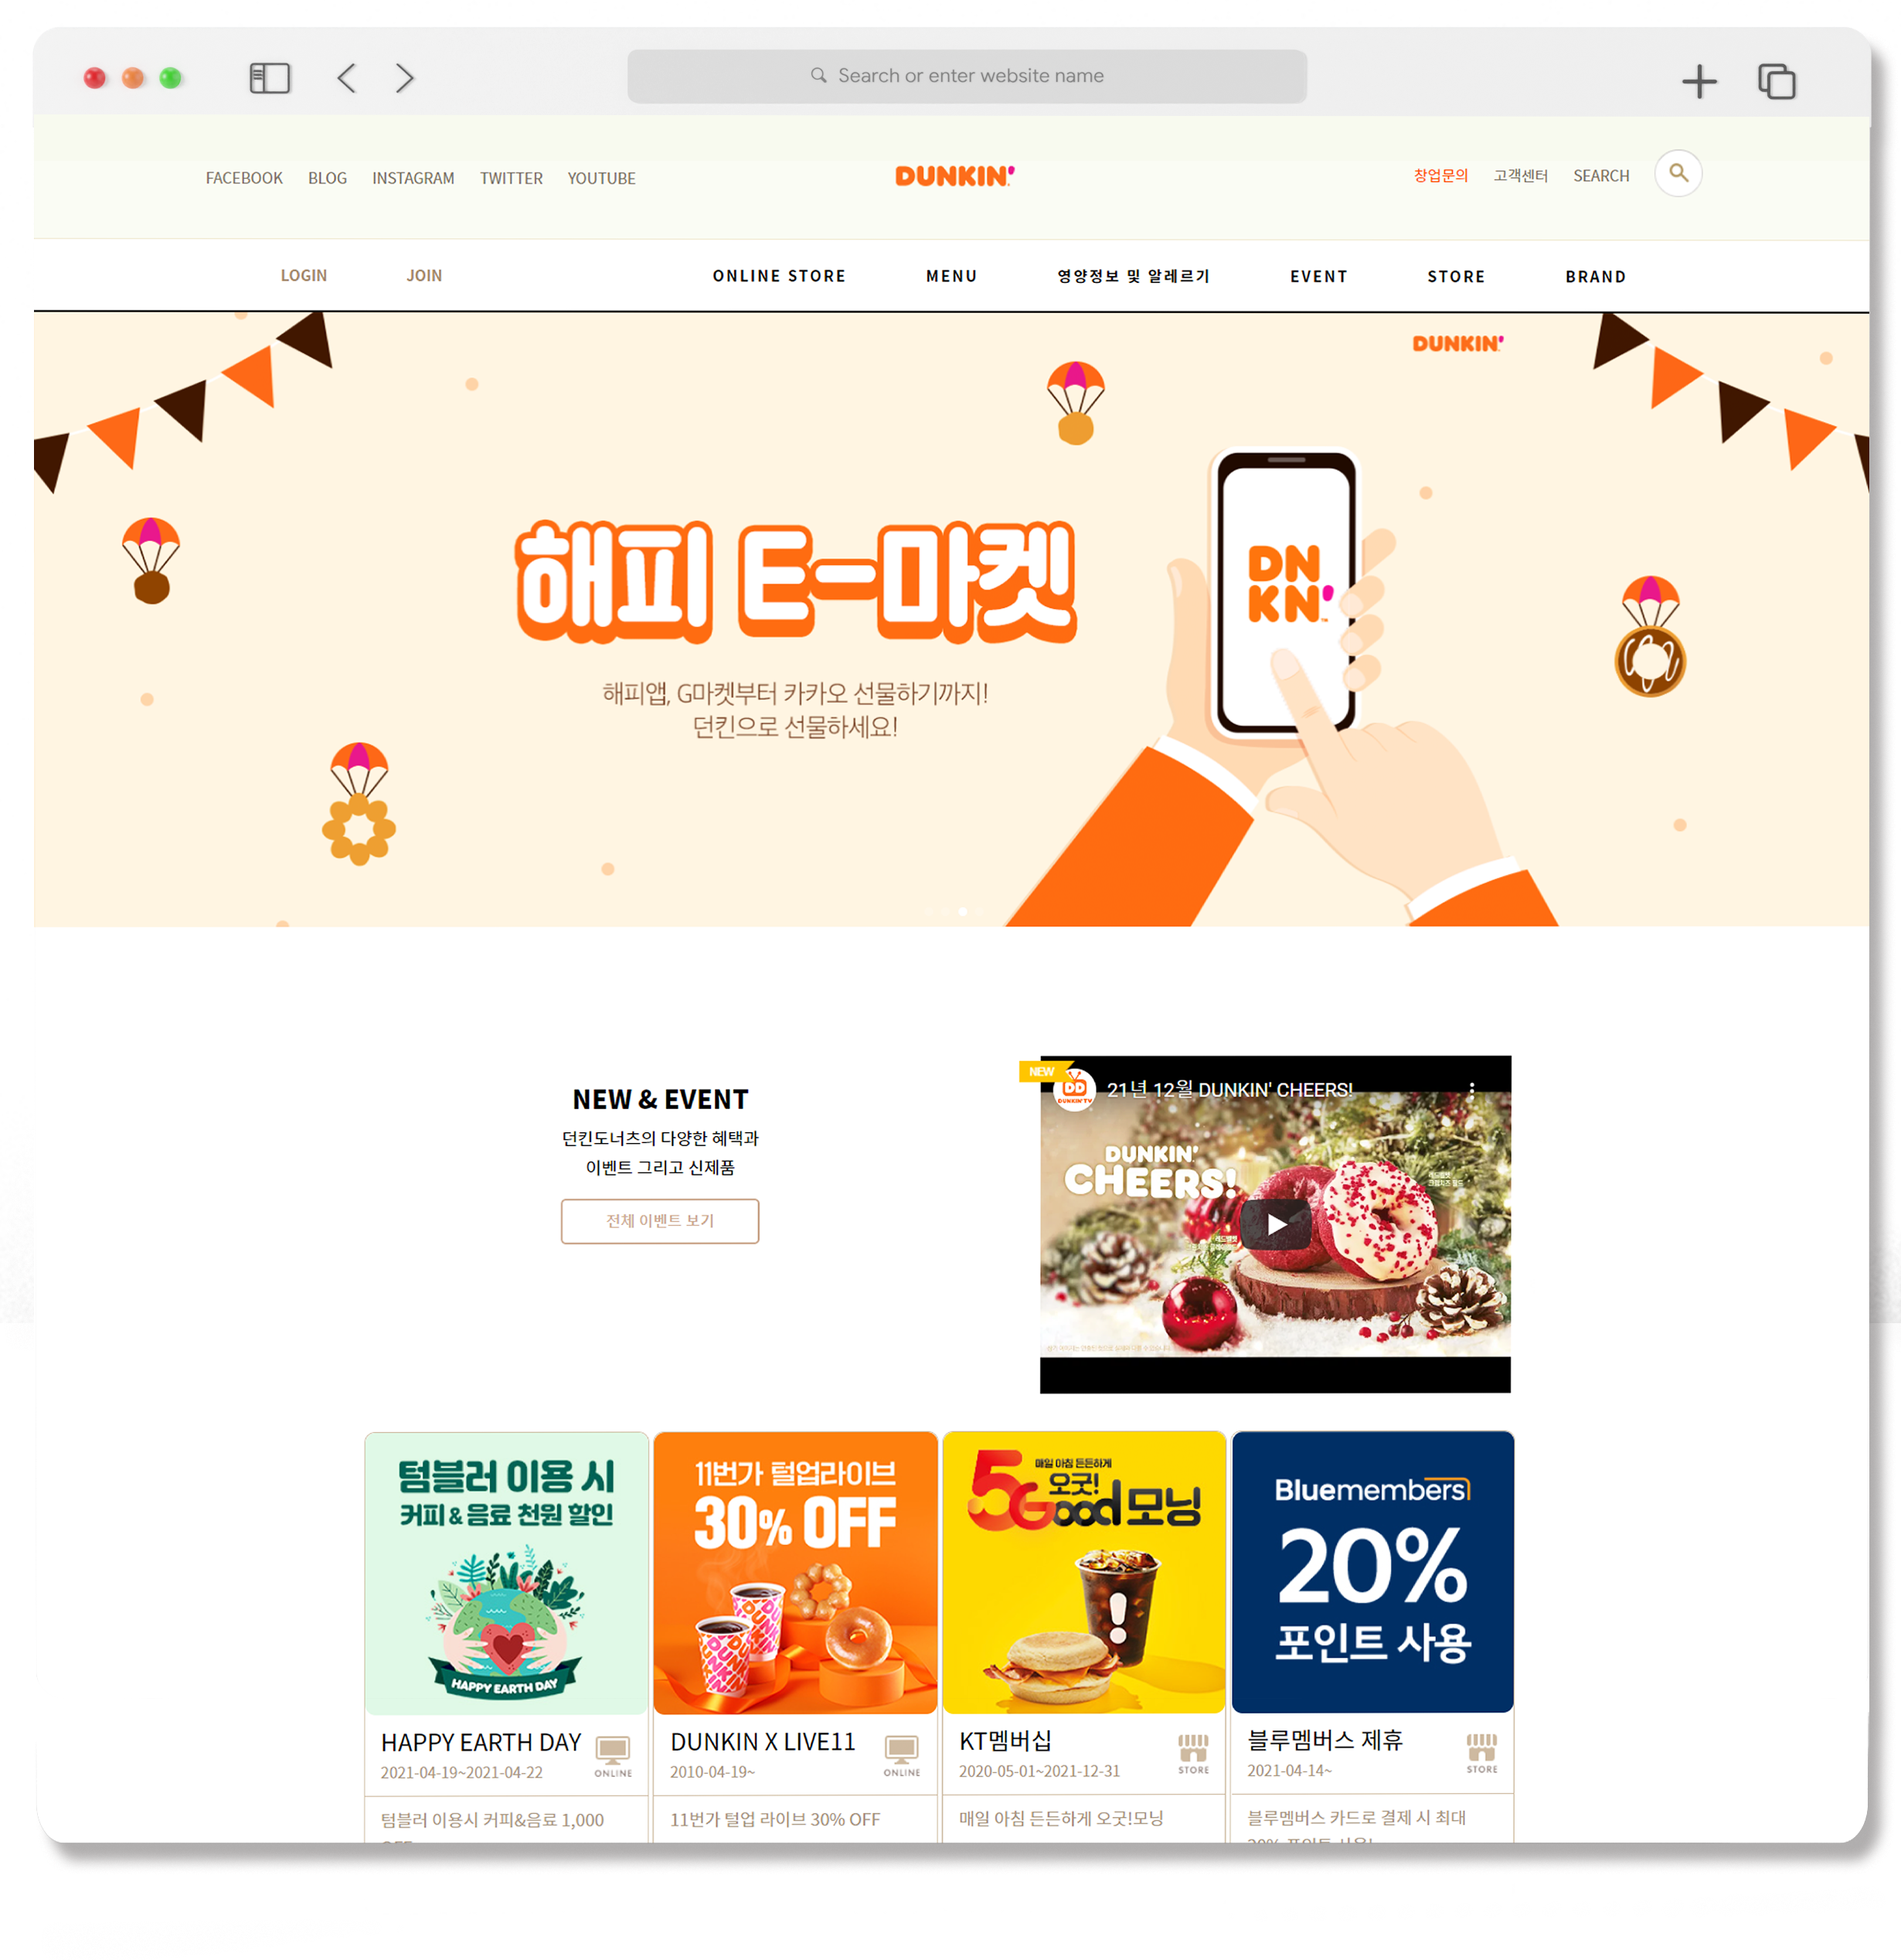 Search or enter website name
FACEBOOK BLOG INSTAGRAM TWITTER YOUTUBE
DUNKIN'
창업문의 고객센터 SEARCH
LOGIN JOIN
ONLINE STORE MENU 영양정보 및 알레르기 EVENT STORE BRAND
DUNKIN'
해피 E-마켓
해피앱, G마켓부터 카카오 선물하기까지!
던킨으로 선물하세요!
DN
KN'
NEW & EVENT
던킨도너츠의 다양한 혜택과
이벤트 그리고 신제품
전체 이벤트 보기
NEW
DD
DUNKIN'TV
21년 12월 DUNKIN' CHEERS!
DUNKIN'
CHEERS!
텀블러 이용 시
커피 & 음료 천원 할인
HAPPY EARTH DAY
HAPPY EARTH DAY
2021-04-19~2021-04-22
ONLINE
텀블러 이용시 커피&음료 1,000
11번가 털업라이브
30% OFF
DUNKIN
DUNKIN
DUNKIN X LIVE11
2010-04-19~
ONLINE
11번가 털업 라이브 30% OFF
매일 아침 든든하게
오굿!
5Good모닝
KT멤버십
2020-05-01~2021-12-31
STORE
매일 아침 든든하게 오굿!모닝
Bluemembers
20%
포인트 사용
블루멤버스 제휴
2021-04-14~
STORE
블루멤버스 카드로 결제 시 최대